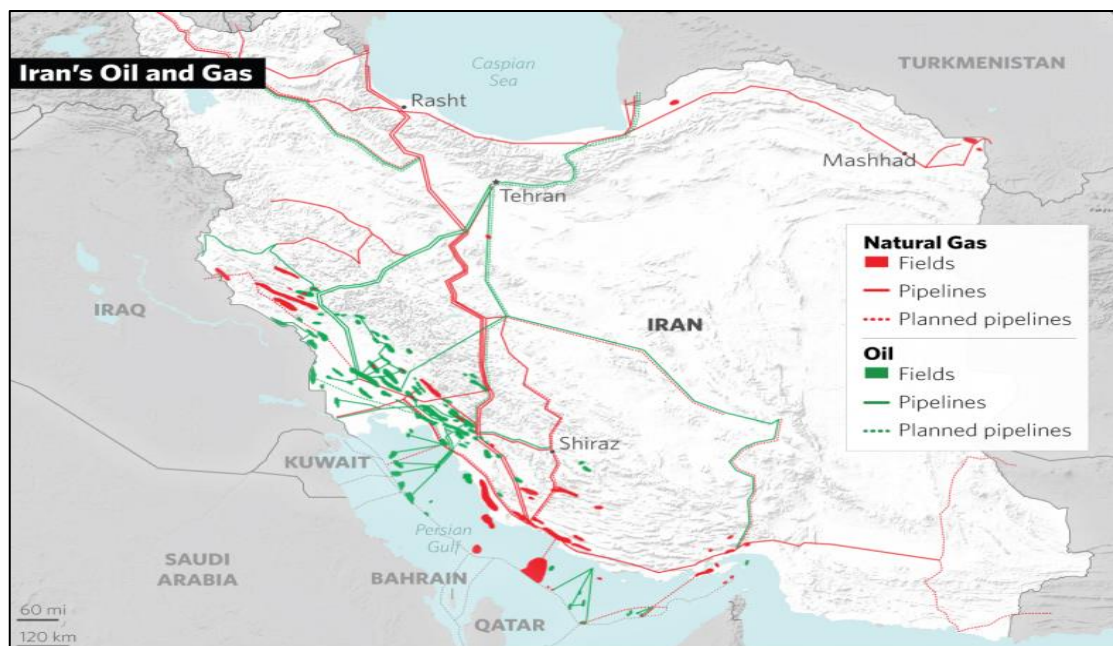 Iran's Oil and Gas
Caspian
Sea
TURKMENISTAN
Rasht
Mashhad
Tehran
Natural Gas
Fields
Pipelines
Planned pipelines
Oil
Fields
Pipelines
Planned pipelines
IRAQ
IRAN
Shiraz
KUWAIT
Persian
Gulf
SAUDI
ARABIA
BAHRAIN
QATAR
60 mi
120 km